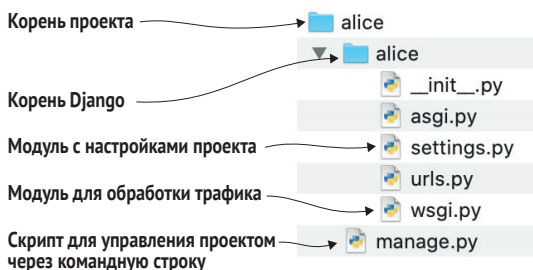 Корень проекта
alice
alice
Корень Django
__init__.py
asgi.py
Модуль с настройками проекта
settings.py
urls.py
Модуль для обработки трафика
wsgi.py
Скрипт для управления проектом
через командную строку
manage.py